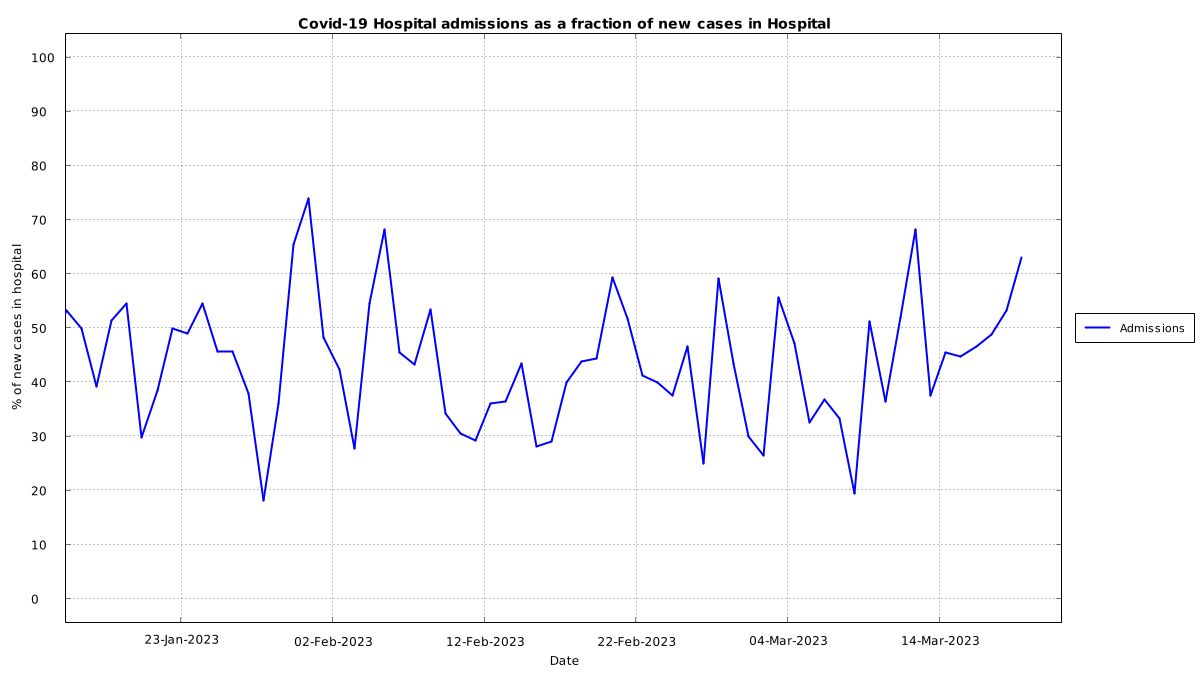 Covid-19 Hospital admissions as a fraction of new cases in Hospital
100
90
80
70
60
50
40
30
20
10
0
% of new cases in hospital
23-Jan-2023
02-Feb-2023
12-Feb-2023
22-Feb-2023
04-Mar-2023
14-Mar-2023
Date
Admissions